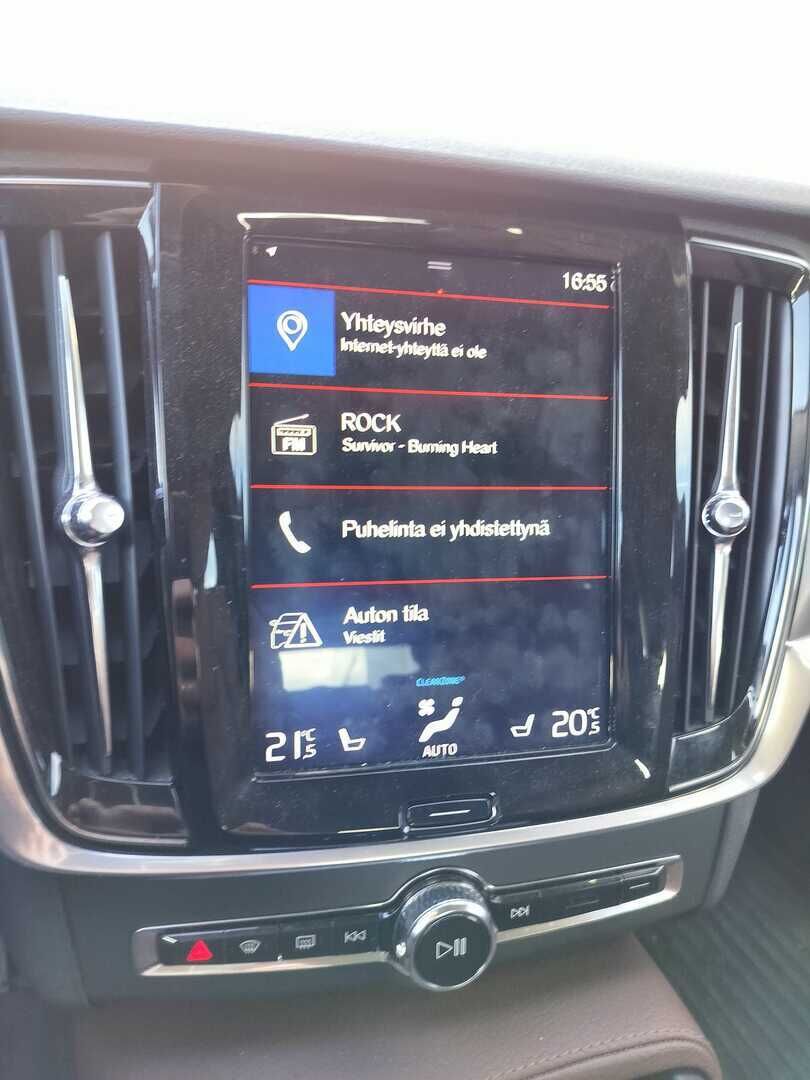 16:55
Yhteysvirhe
Internet-yhteyttä ei ole
FM
ROCK
Survivor - Burning Heart
Puhelinta ei yhdistettynä
Auton tila
Viestit
CLEANZONE®
21°C
.5
AUTO
20°C
.5